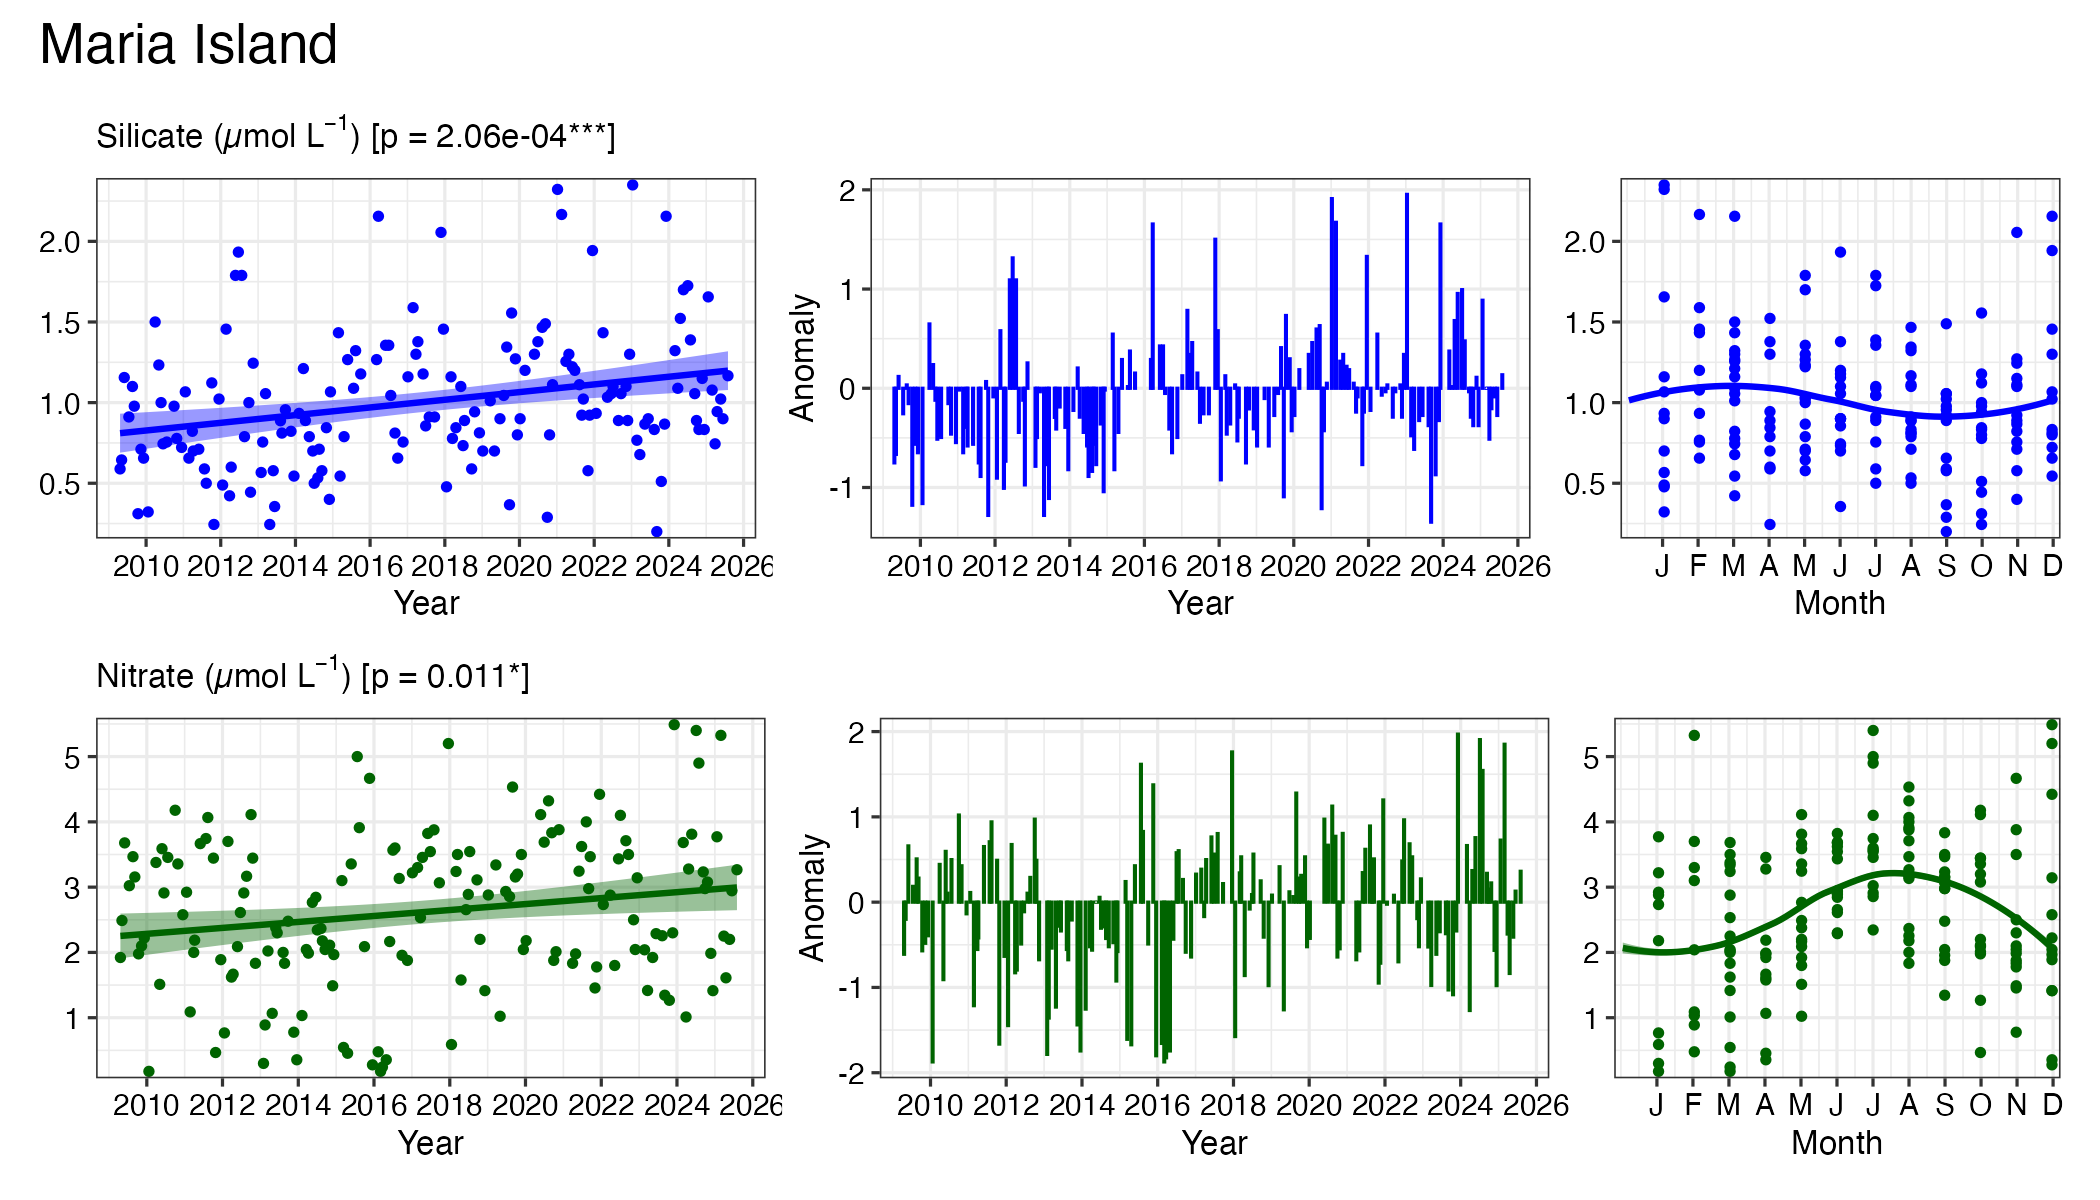 Maria Island
Silicate (µmol L⁻¹) [p = 2.06e-04***]
2.0
1.5
1.0
0.5
2010 2012 2014 2016 2018 2020 2022 2024 2026
Year
Anomaly
2
1
0
-1
2010 2012 2014 2016 2018 2020 2022 2024 2026
Year
2.0
1.5
1.0
0.5
J F M A M J J A S O N D
Month
Nitrate (µmol L⁻¹) [p = 0.011*]
5
4
3
2
1
2010 2012 2014 2016 2018 2020 2022 2024 2026
Year
Anomaly
2
1
0
-1
-2
2010 2012 2014 2016 2018 2020 2022 2024 2026
Year
5
4
3
2
1
J F M A M J J A S O N D
Month